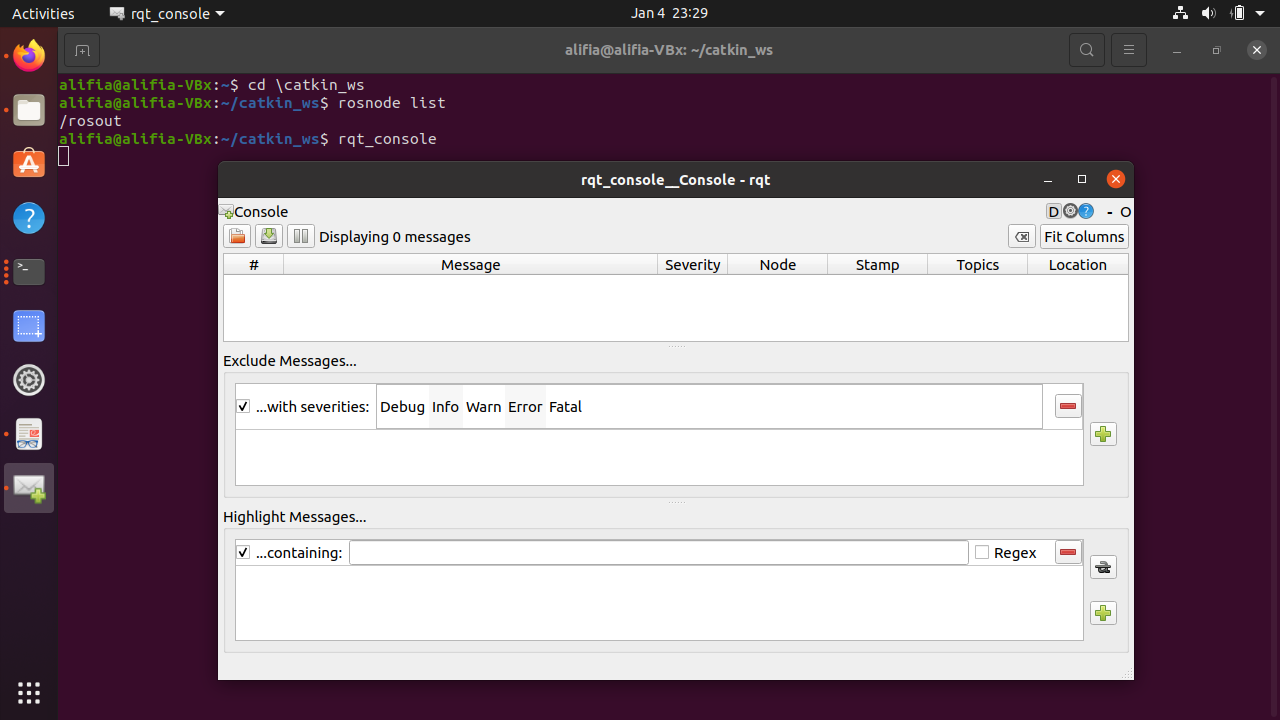 Activities rqt_console Jan 4 23:29
alifia@alifia-VBx: ~/catkin_ws
alifia@alifia-VBx:~$ cd \catkin_ws
alifia@alifia-VBx:~/catkin_ws$ rosnode list
/rosout
alifia@alifia-VBx:~/catkin_ws$ rqt_console
rqt_console__Console - rqt
Console D ? - O
Displaying 0 messages Fit Columns
# Message Severity Node Stamp Topics Location
Exclude Messages...
...with severities: Debug Info Warn Error Fatal
Highlight Messages...
...containing: Regex